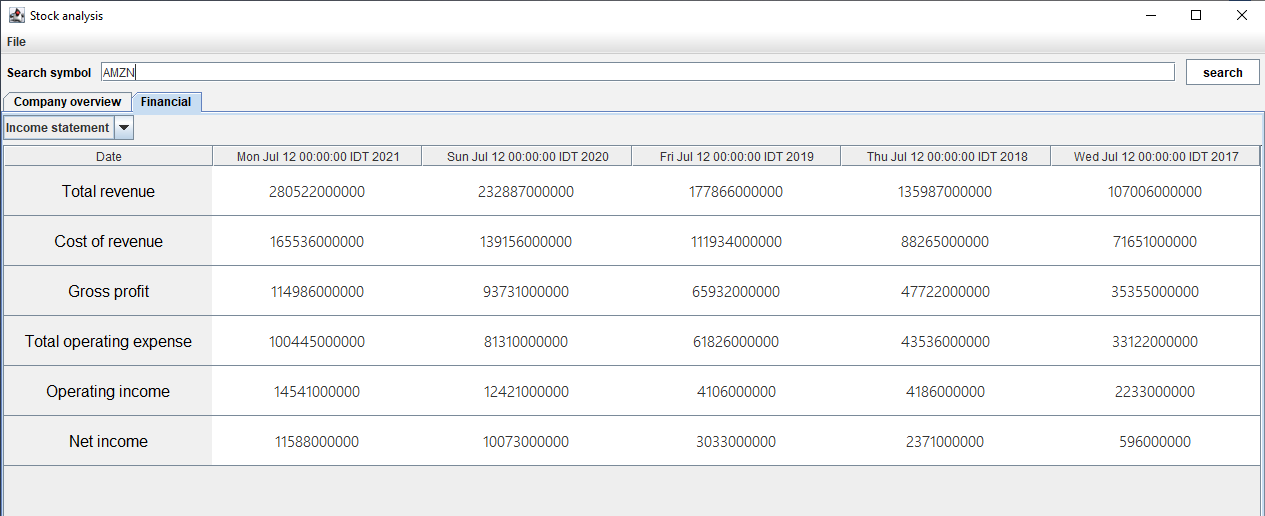 Stock analysis
File
Search symbol AMZN search
Company overview Financial
Income statement
Date Mon Jul 12 00:00:00 IDT 2021 Sun Jul 12 00:00:00 IDT 2020 Fri Jul 12 00:00:00 IDT 2019 Thu Jul 12 00:00:00 IDT 2018 Wed Jul 12 00:00:00 IDT 2017
Total revenue 280522000000 232887000000 177866000000 135987000000 107006000000
Cost of revenue 165536000000 139156000000 111934000000 88265000000 71651000000
Gross profit 114986000000 93731000000 65932000000 47722000000 35355000000
Total operating expense 100445000000 81310000000 61826000000 43536000000 33122000000
Operating income 14541000000 12421000000 4106000000 4186000000 2233000000
Net income 11588000000 10073000000 3033000000 2371000000 596000000